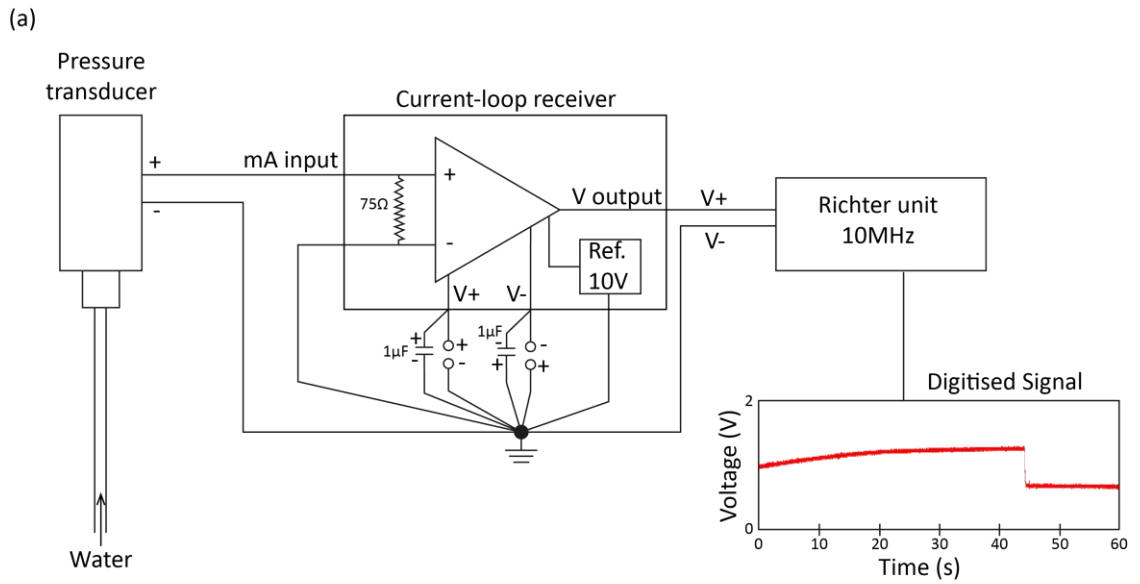 (a)
Pressure
transducer
Current-loop receiver
+
mA input
+
V output
V+
75Ω
-
-
V-
Richter unit
10MHz
Ref.
10V
V+
V-
+
1µF
-
+
-
-
1µF
+
-
+
Digitised Signal
2
Voltage (V)
0
0 10 20 30 40 50 60
Time (s)
Water